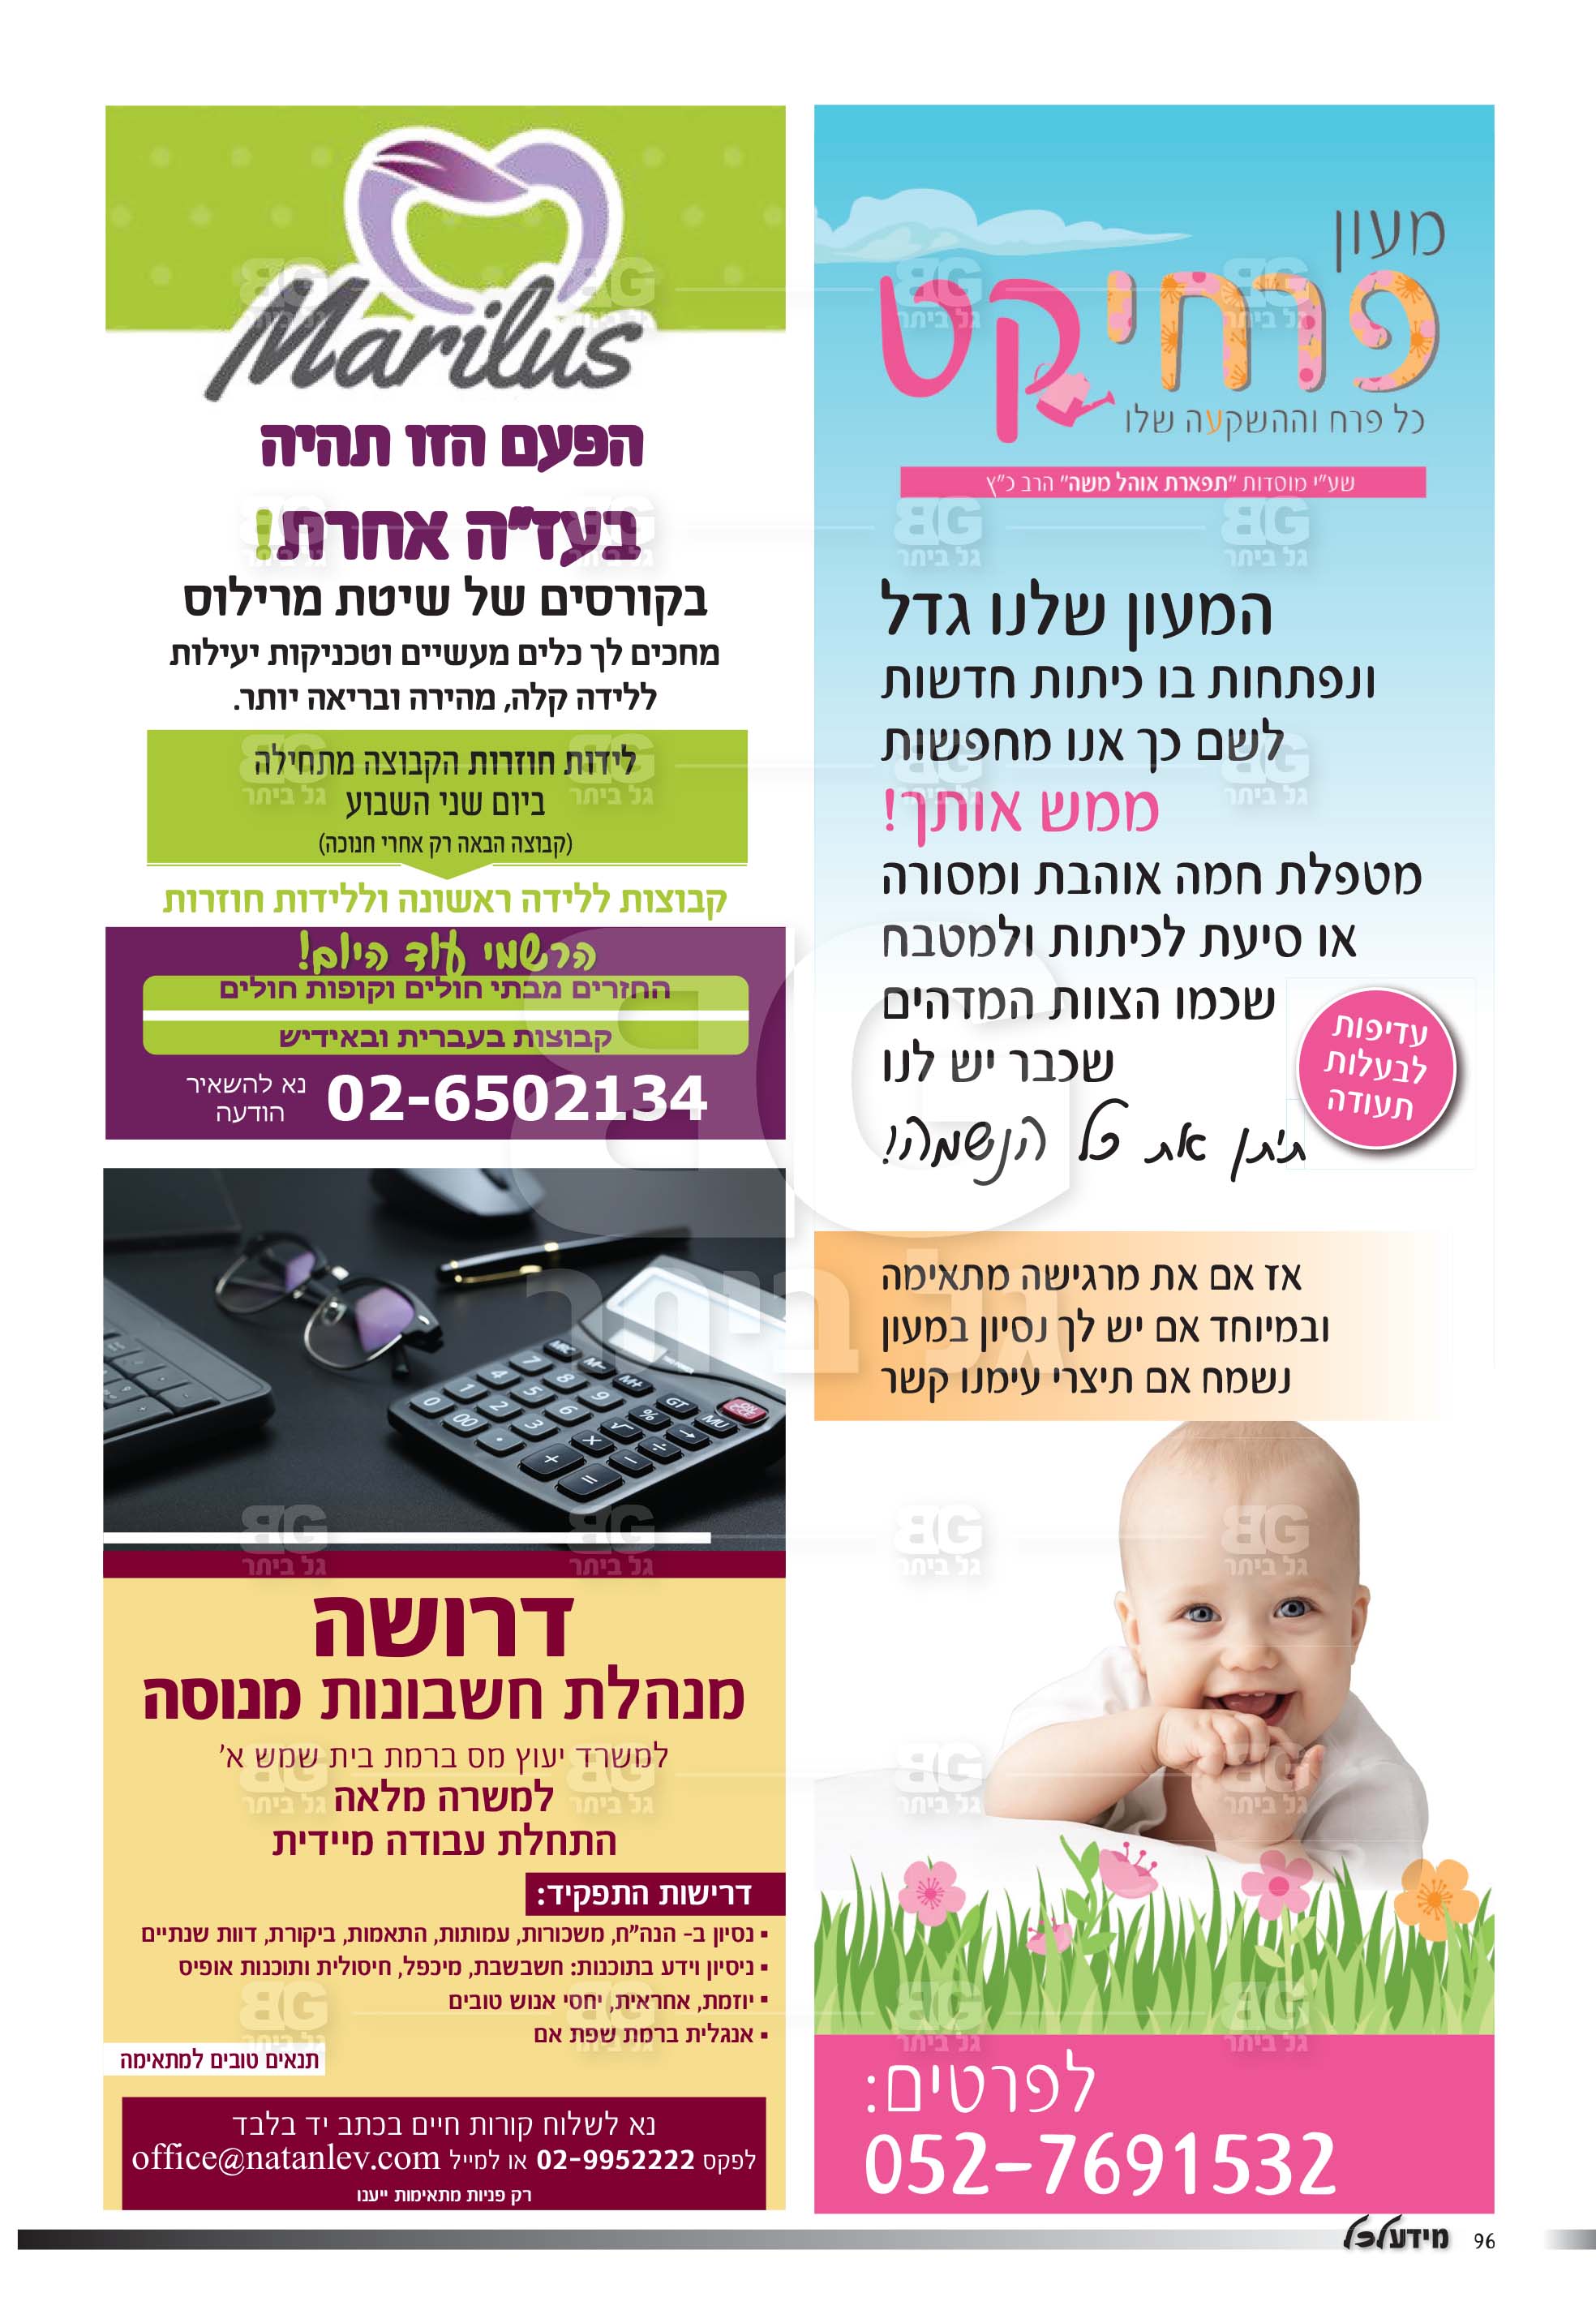 מעון
פרחיקט
כל פרח וההשקעה שלו
שע"י מוסדות "תפארת אוהל משה" הרב כ"ץ
המעון שלנו גדל
ונפתחות בו כיתות חדשות
לשם כך אנו מחפשות
ממש אותך!
מטפלת חמה אוהבת ומסורה
או סיעת לכיתות ולמטבח
שכמו הצוות המדהים
שכבר יש לנו
תיתן את כל הנשמה!
עדיפות
לבעלות
תעודה
אז אם את מרגישה מתאימה
ובמיוחד אם יש לך נסיון במעון
נשמח אם תיצרי עימנו קשר
לפרטים:
052-7691532
Marilus
הפעם הזו תהיה
בעז"ה אחרת!
בקורסים של שיטת מרילוס
מחכים לך כלים מעשיים וטכניקות יעילות
ללידה קלה, מהירה ובריאה יותר.
לידות חוזרות הקבוצה מתחילה
ביום שני השבוע
(קבוצה הבאה רק אחרי חנוכה)
קבוצות ללידה ראשונה וללידות חוזרות
הרשמי עוד היום!
החזרים מבתי חולים וקופות חולים
קבוצות בעברית ובאידיש
02-6502134 נא להשאיר
הודעה
דרושה
מנהלת חשבונות מנוסה
למשרד יעוץ מס ברמת בית שמש א'
למשרה מלאה
התחלת עבודה מיידית
דרישות התפקיד:
▪ נסיון ב- הנה"ח, משכורות, עמותות, התאמות, ביקורת, דוות שנתיים
▪ ניסיון וידע בתוכנות: חשבשבת, מיכפל, חיסולית ותוכנות אופיס
▪ יוזמת, אחראית, יחסי אנוש טובים
▪ אנגלית ברמת שפת אם
תנאים טובים למתאימה
נא לשלוח קורות חיים בכתב יד בלבד
לפקס 02-9952222 או למייל office@natanlev.com
רק פניות מתאימות ייענו
BG
גל ביתר
96 מידע לכל